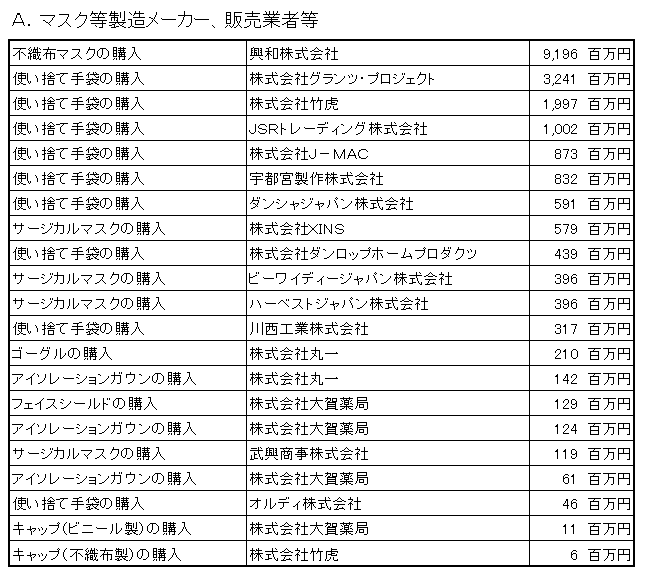 A．マスク等製造メーカー、販売業者等
不織布マスクの購入 興和株式会社 9,196 百万円
使い捨て手袋の購入 株式会社グランツ・プロジェクト 3,241 百万円
使い捨て手袋の購入 株式会社竹虎 1,997 百万円
使い捨て手袋の購入 JSRトレーディング株式会社 1,002 百万円
使い捨て手袋の購入 株式会社J－MAC 873 百万円
使い捨て手袋の購入 宇都宮製作株式会社 832 百万円
使い捨て手袋の購入 ダンシャジャパン株式会社 591 百万円
サージカルマスクの購入 株式会社XINS 579 百万円
使い捨て手袋の購入 株式会社ダンロップホームプロダクツ 439 百万円
サージカルマスクの購入 ビーワイディージャパン株式会社 396 百万円
サージカルマスクの購入 ハーベストジャパン株式会社 396 百万円
使い捨て手袋の購入 川西工業株式会社 317 百万円
ゴーグルの購入 株式会社丸一 210 百万円
アイソレーションガウンの購入 株式会社丸一 142 百万円
フェイスシールドの購入 株式会社大賀薬局 129 百万円
アイソレーションガウンの購入 株式会社大賀薬局 124 百万円
サージカルマスクの購入 武興商事株式会社 119 百万円
アイソレーションガウンの購入 株式会社大賀薬局 61 百万円
使い捨て手袋の購入 オルディ株式会社 46 百万円
キャップ（ビニール製）の購入 株式会社大賀薬局 11 百万円
キャップ（不織布製）の購入 株式会社竹虎 6 百万円